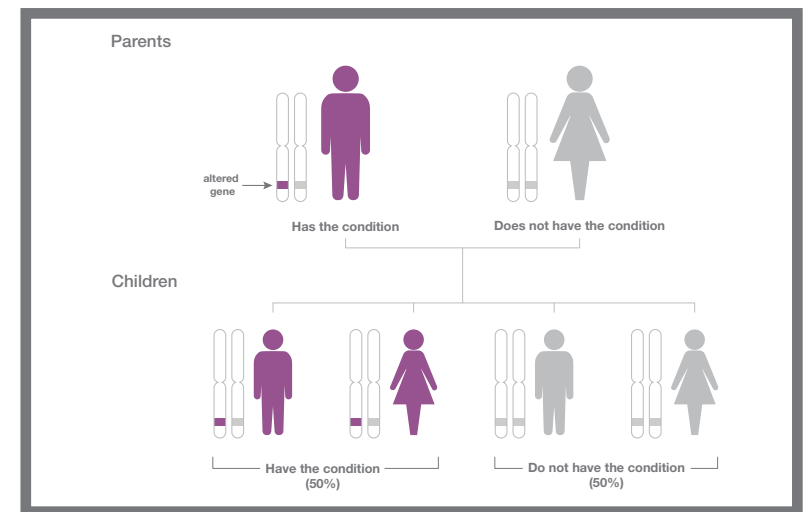 Parents
altered
gene
Has the condition
Does not have the condition
Children
Have the condition
(50%)
Do not have the condition
(50%)